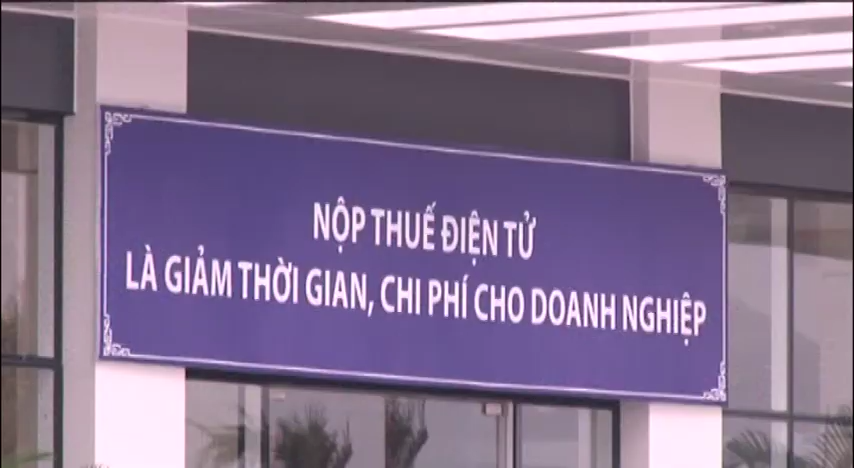 NỘP THUẾ ĐIỆN TỬ
LÀ GIẢM THỜI GIAN, CHI PHÍ CHO DOANH NGHIỆP